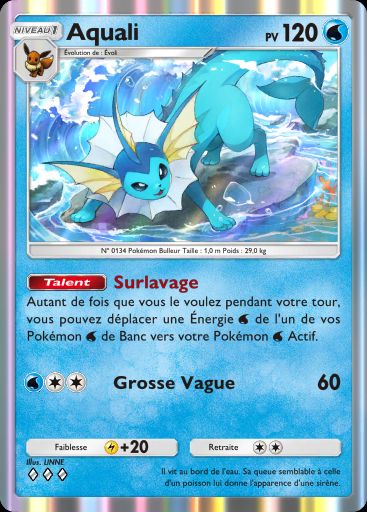 NIVEAU 1
Aquali
PV 120
Évolution de : Évoli
N° 0134 Pokémon Bulleur Taille : 1,0 m Poids : 29,0 kg
Talent Surlavage
Autant de fois que vous le voulez pendant votre tour,
vous pouvez déplacer une Énergie de l'un de vos
Pokémon de Banc vers votre Pokémon Actif.
Grosse Vague 60
Faiblesse +20
Retraite
Illus. LINNE
Il vit au bord de l'eau. Sa queue semblable à celle
d'un poisson lui donne l'apparence d'une sirène.